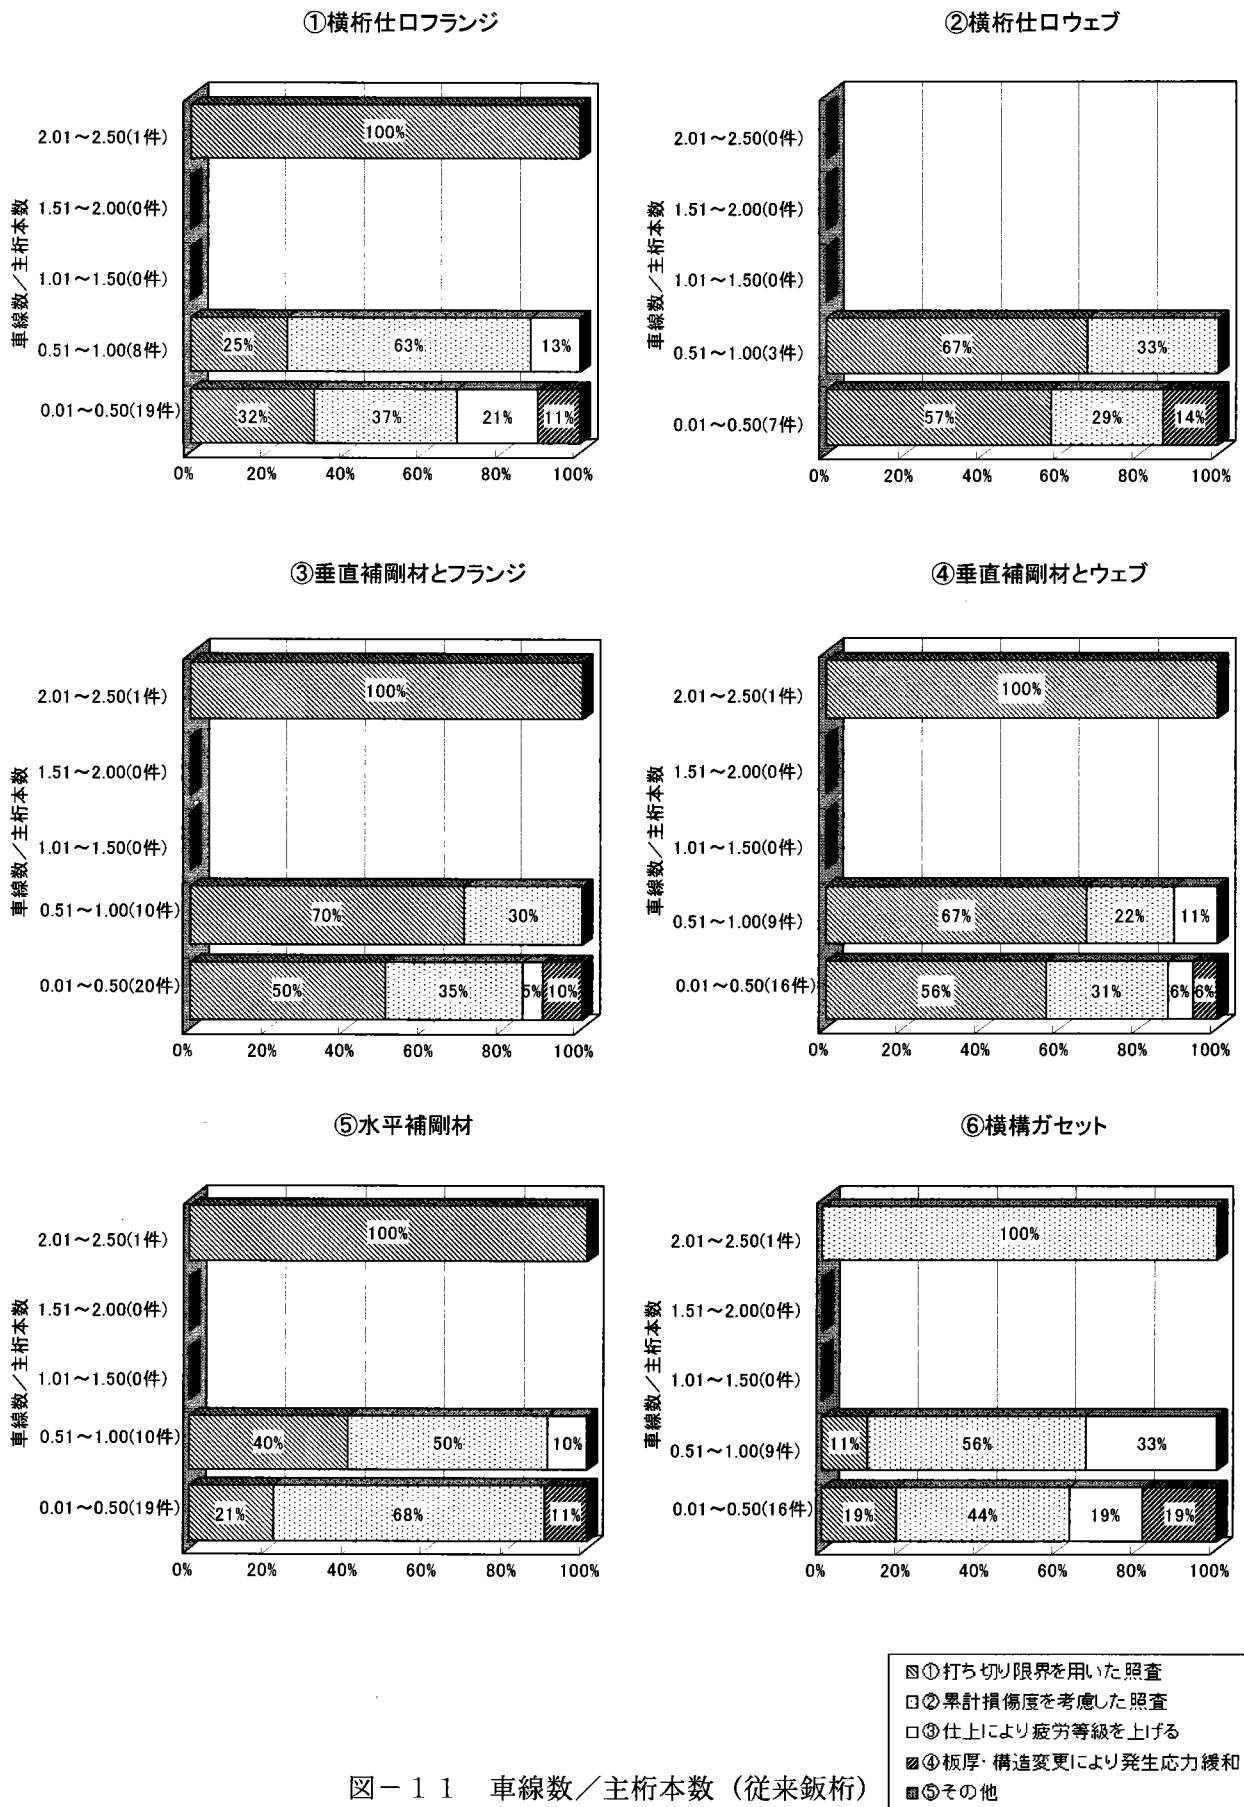 ①横桁仕口フランジ
車線数／主桁本数
2.01～2.50(1件)
100%
1.51～2.00(0件)
1.01～1.50(0件)
0.51～1.00(8件)
25% 63% 13%
0.01～0.50(19件)
32% 37% 21% 11%
0% 20% 40% 60% 80% 100%
②横桁仕口ウェブ
車線数／主桁本数
2.01～2.50(0件)
1.51～2.00(0件)
1.01～1.50(0件)
0.51～1.00(3件)
67% 33%
0.01～0.50(7件)
57% 29% 14%
0% 20% 40% 60% 80% 100%
③垂直補剛材とフランジ
車線数／主桁本数
2.01～2.50(1件)
100%
1.51～2.00(0件)
1.01～1.50(0件)
0.51～1.00(10件)
70% 30%
0.01～0.50(20件)
50% 35% 5% 10%
0% 20% 40% 60% 80% 100%
④垂直補剛材とウェブ
車線数／主桁本数
2.01～2.50(1件)
100%
1.51～2.00(0件)
1.01～1.50(0件)
0.51～1.00(9件)
67% 22% 11%
0.01～0.50(16件)
56% 31% 6% 6%
0% 20% 40% 60% 80% 100%
⑤水平補剛材
車線数／主桁本数
2.01～2.50(1件)
100%
1.51～2.00(0件)
1.01～1.50(0件)
0.51～1.00(10件)
40% 50% 10%
0.01～0.50(19件)
21% 68% 11%
0% 20% 40% 60% 80% 100%
⑥横構ガセット
車線数／主桁本数
2.01～2.50(1件)
100%
1.51～2.00(0件)
1.01～1.50(0件)
0.51～1.00(9件)
11% 56% 33%
0.01～0.50(16件)
19% 44% 19% 19%
0% 20% 40% 60% 80% 100%
①打ち切り限界を用いた照査
②累計損傷度を考慮した照査
③仕上により疲労等級を上げる
④板厚・構造変更により発生応力緩和
⑤その他
図－１１ 車線数／主桁本数（従来鈑桁）